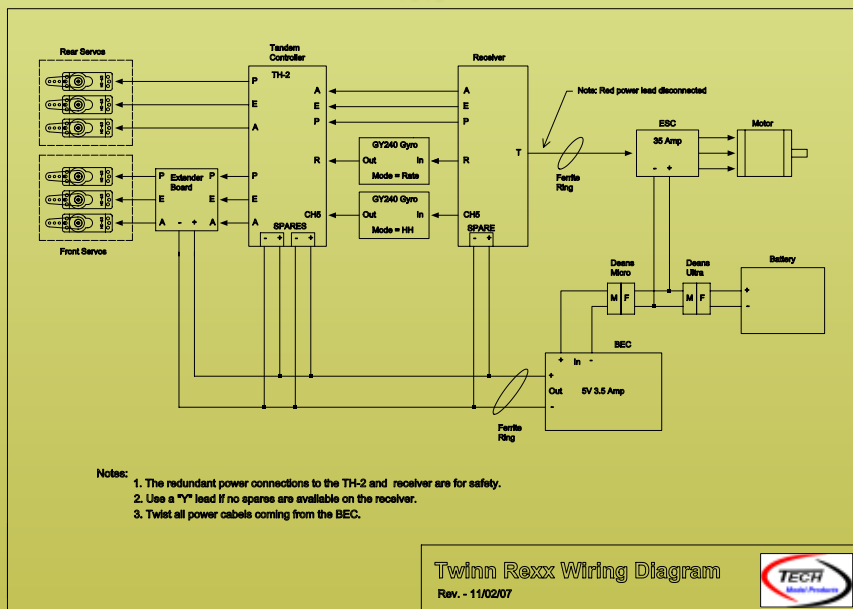 Rear Servos
Tandem
Controller
TH-2
P
E
A
A
E
P
R
CH5
SPARES
- + - +
Receiver
A
E
P
T
R
CH5
SPARE
- +
GY240 Gyro
Out In
Mode = Rate
GY240 Gyro
Out In
Mode = HH
Note: Red power lead disconnected
Ferrite
Ring
ESC
35 Amp
- +
Motor
Extender
Board
P P P
E E E
A - + A A
Front Servos
Deans
Micro
M F
Deans
Ultra
M F
Battery
+
-
BEC
+ In -
+
Out 5V 3.5 Amp
-
Ferrite
Ring
Notes:
1. The redundant power connections to the TH-2 and receiver are for safety.
2. Use a "Y" lead if no spares are available on the receiver.
3. Twist all power cabels coming from the BEC.
Twinn Rexx Wiring Diagram
Rev. - 11/02/07
TECH
Model Products